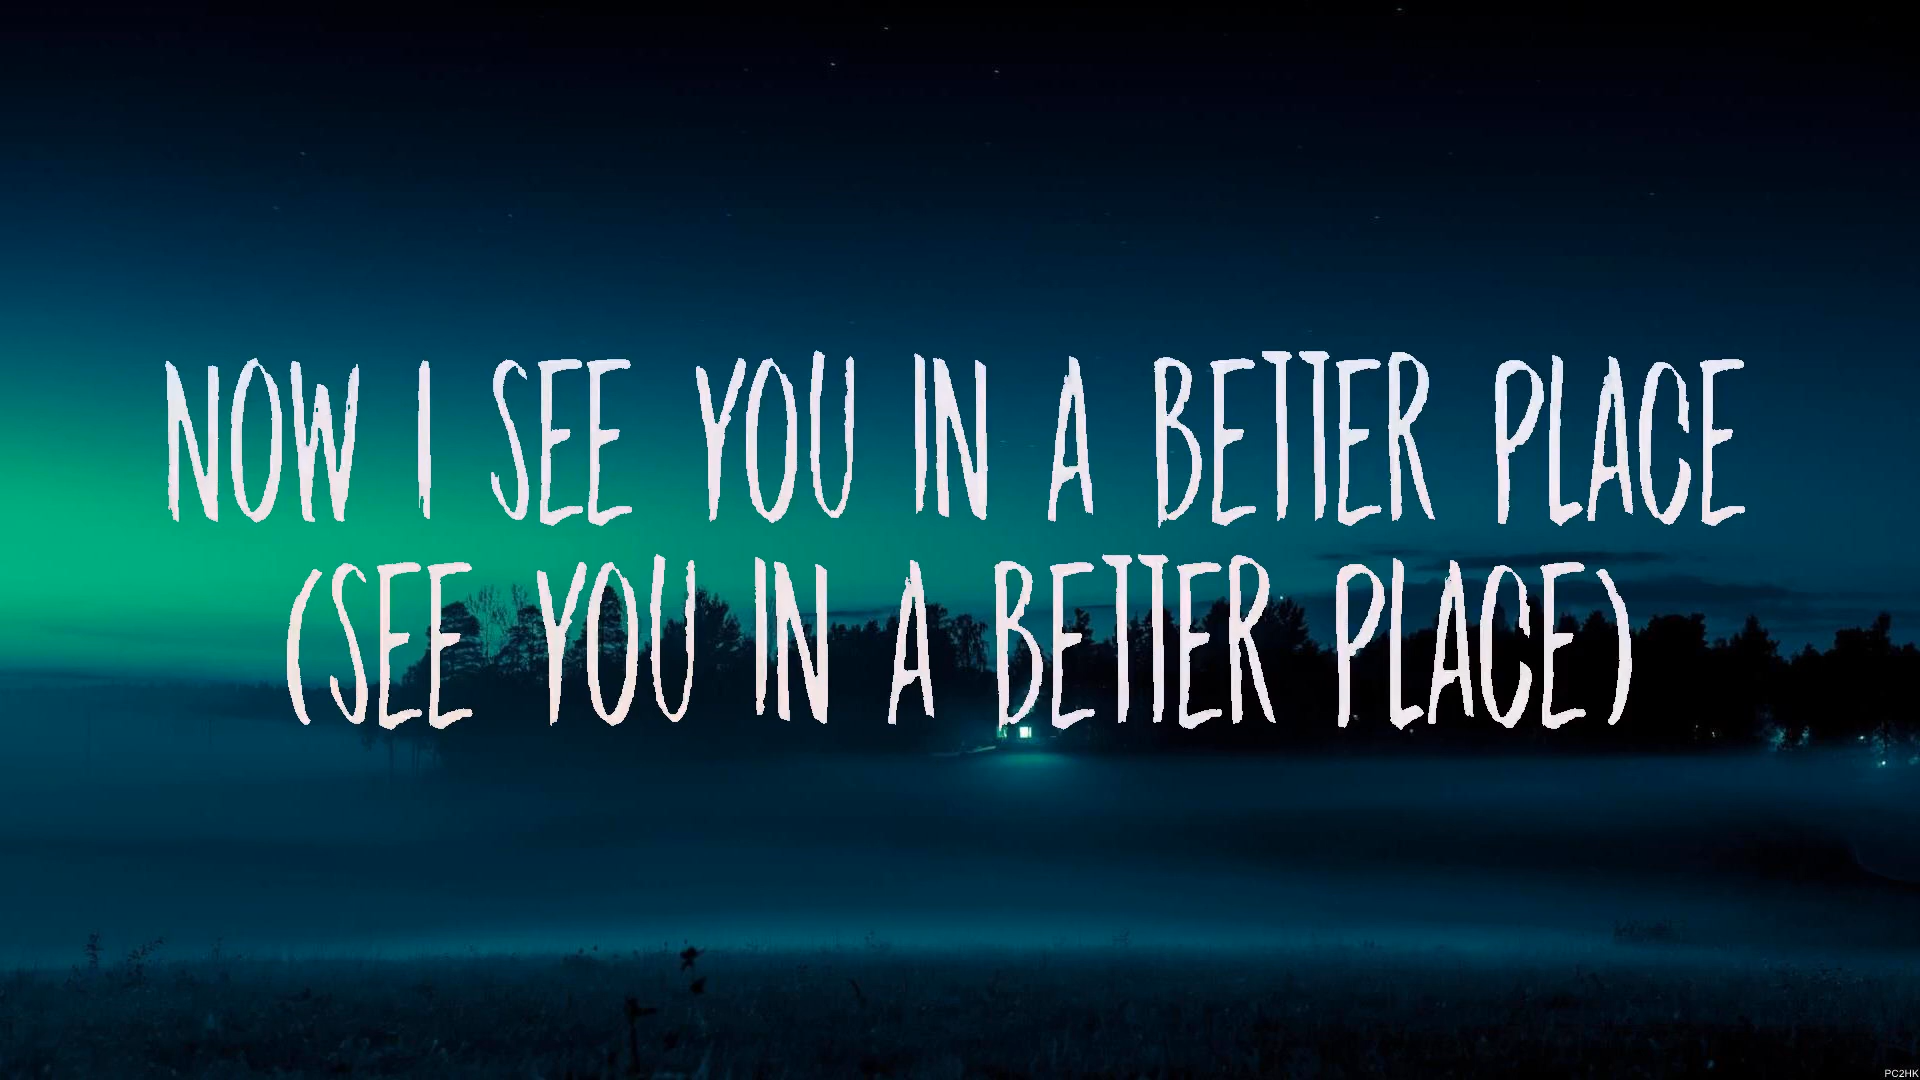 NOW I SEE YOU IN A BETTER PLACE
(SEE YOU IN A BETTER PLACE)
PC2HK